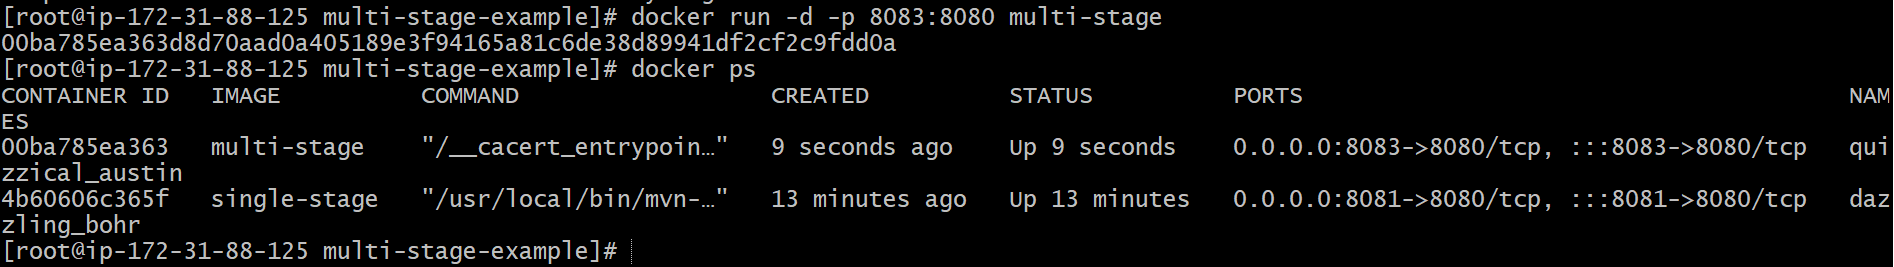 [root@ip-172-31-88-125 multi-stage-example]# docker run -d -p 8083:8080 multi-stage
00ba785ea363d8d70aad0a405189e3f94165a81c6de38d89941df2cf2c9fdd0a
[root@ip-172-31-88-125 multi-stage-example]# docker ps
CONTAINER ID   IMAGE          COMMAND                  CREATED          STATUS          PORTS                                       NAM
ES
00ba785ea363   multi-stage    "/__cacert_entrypoin…"   9 seconds ago    Up 9 seconds    0.0.0.0:8083->8080/tcp, :::8083->8080/tcp   qui
zzical_austin
4b60606c365f   single-stage   "/usr/local/bin/mvn-…"   13 minutes ago   Up 13 minutes   0.0.0.0:8081->8080/tcp, :::8081->8080/tcp   daz
zling_bohr
[root@ip-172-31-88-125 multi-stage-example]#